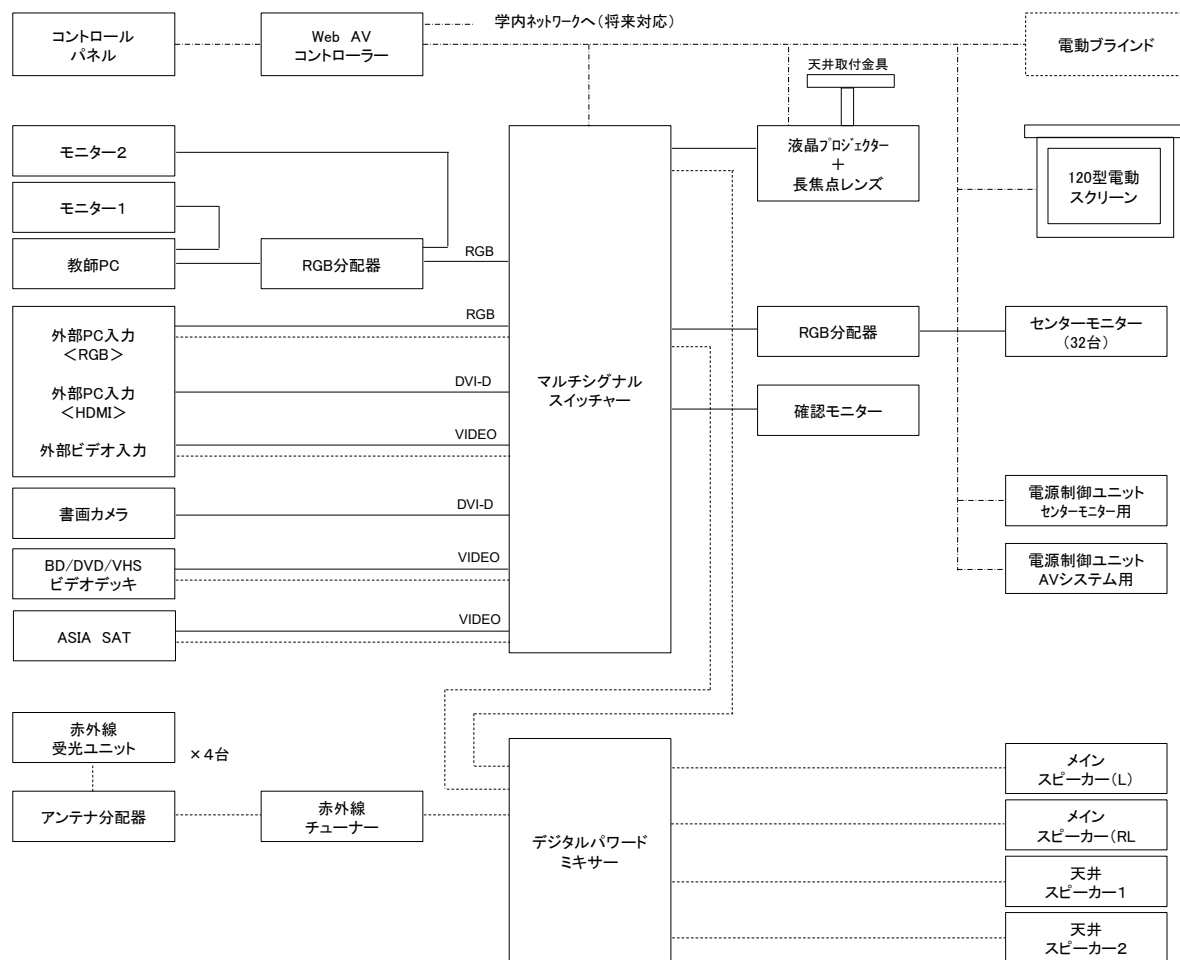 コントロール
パネル
Web AV
コントローラー
学内ネットワークへ(将来対応)
電動ブラインド
天井取付金具
モニター2
モニター1
教師PC
RGB分配器
RGB
液晶プロジェクター
+
長焦点レンズ
120型電動
スクリーン
外部PC入力
<RGB>
外部PC入力
<HDMI>
外部ビデオ入力
RGB
DVI-D
VIDEO
マルチシグナル
スイッチャー
RGB分配器
センターモニター
(32台)
確認モニター
書画カメラ
DVI-D
BD/DVD/VHS
ビデオデッキ
VIDEO
ASIA SAT
VIDEO
電源制御ユニット
センターモニター用
電源制御ユニット
AVシステム用
赤外線
受光ユニット
×4台
アンテナ分配器
赤外線
チューナー
デジタルパワード
ミキサー
メイン
スピーカー(L)
メイン
スピーカー(RL
天井
スピーカー1
天井
スピーカー2